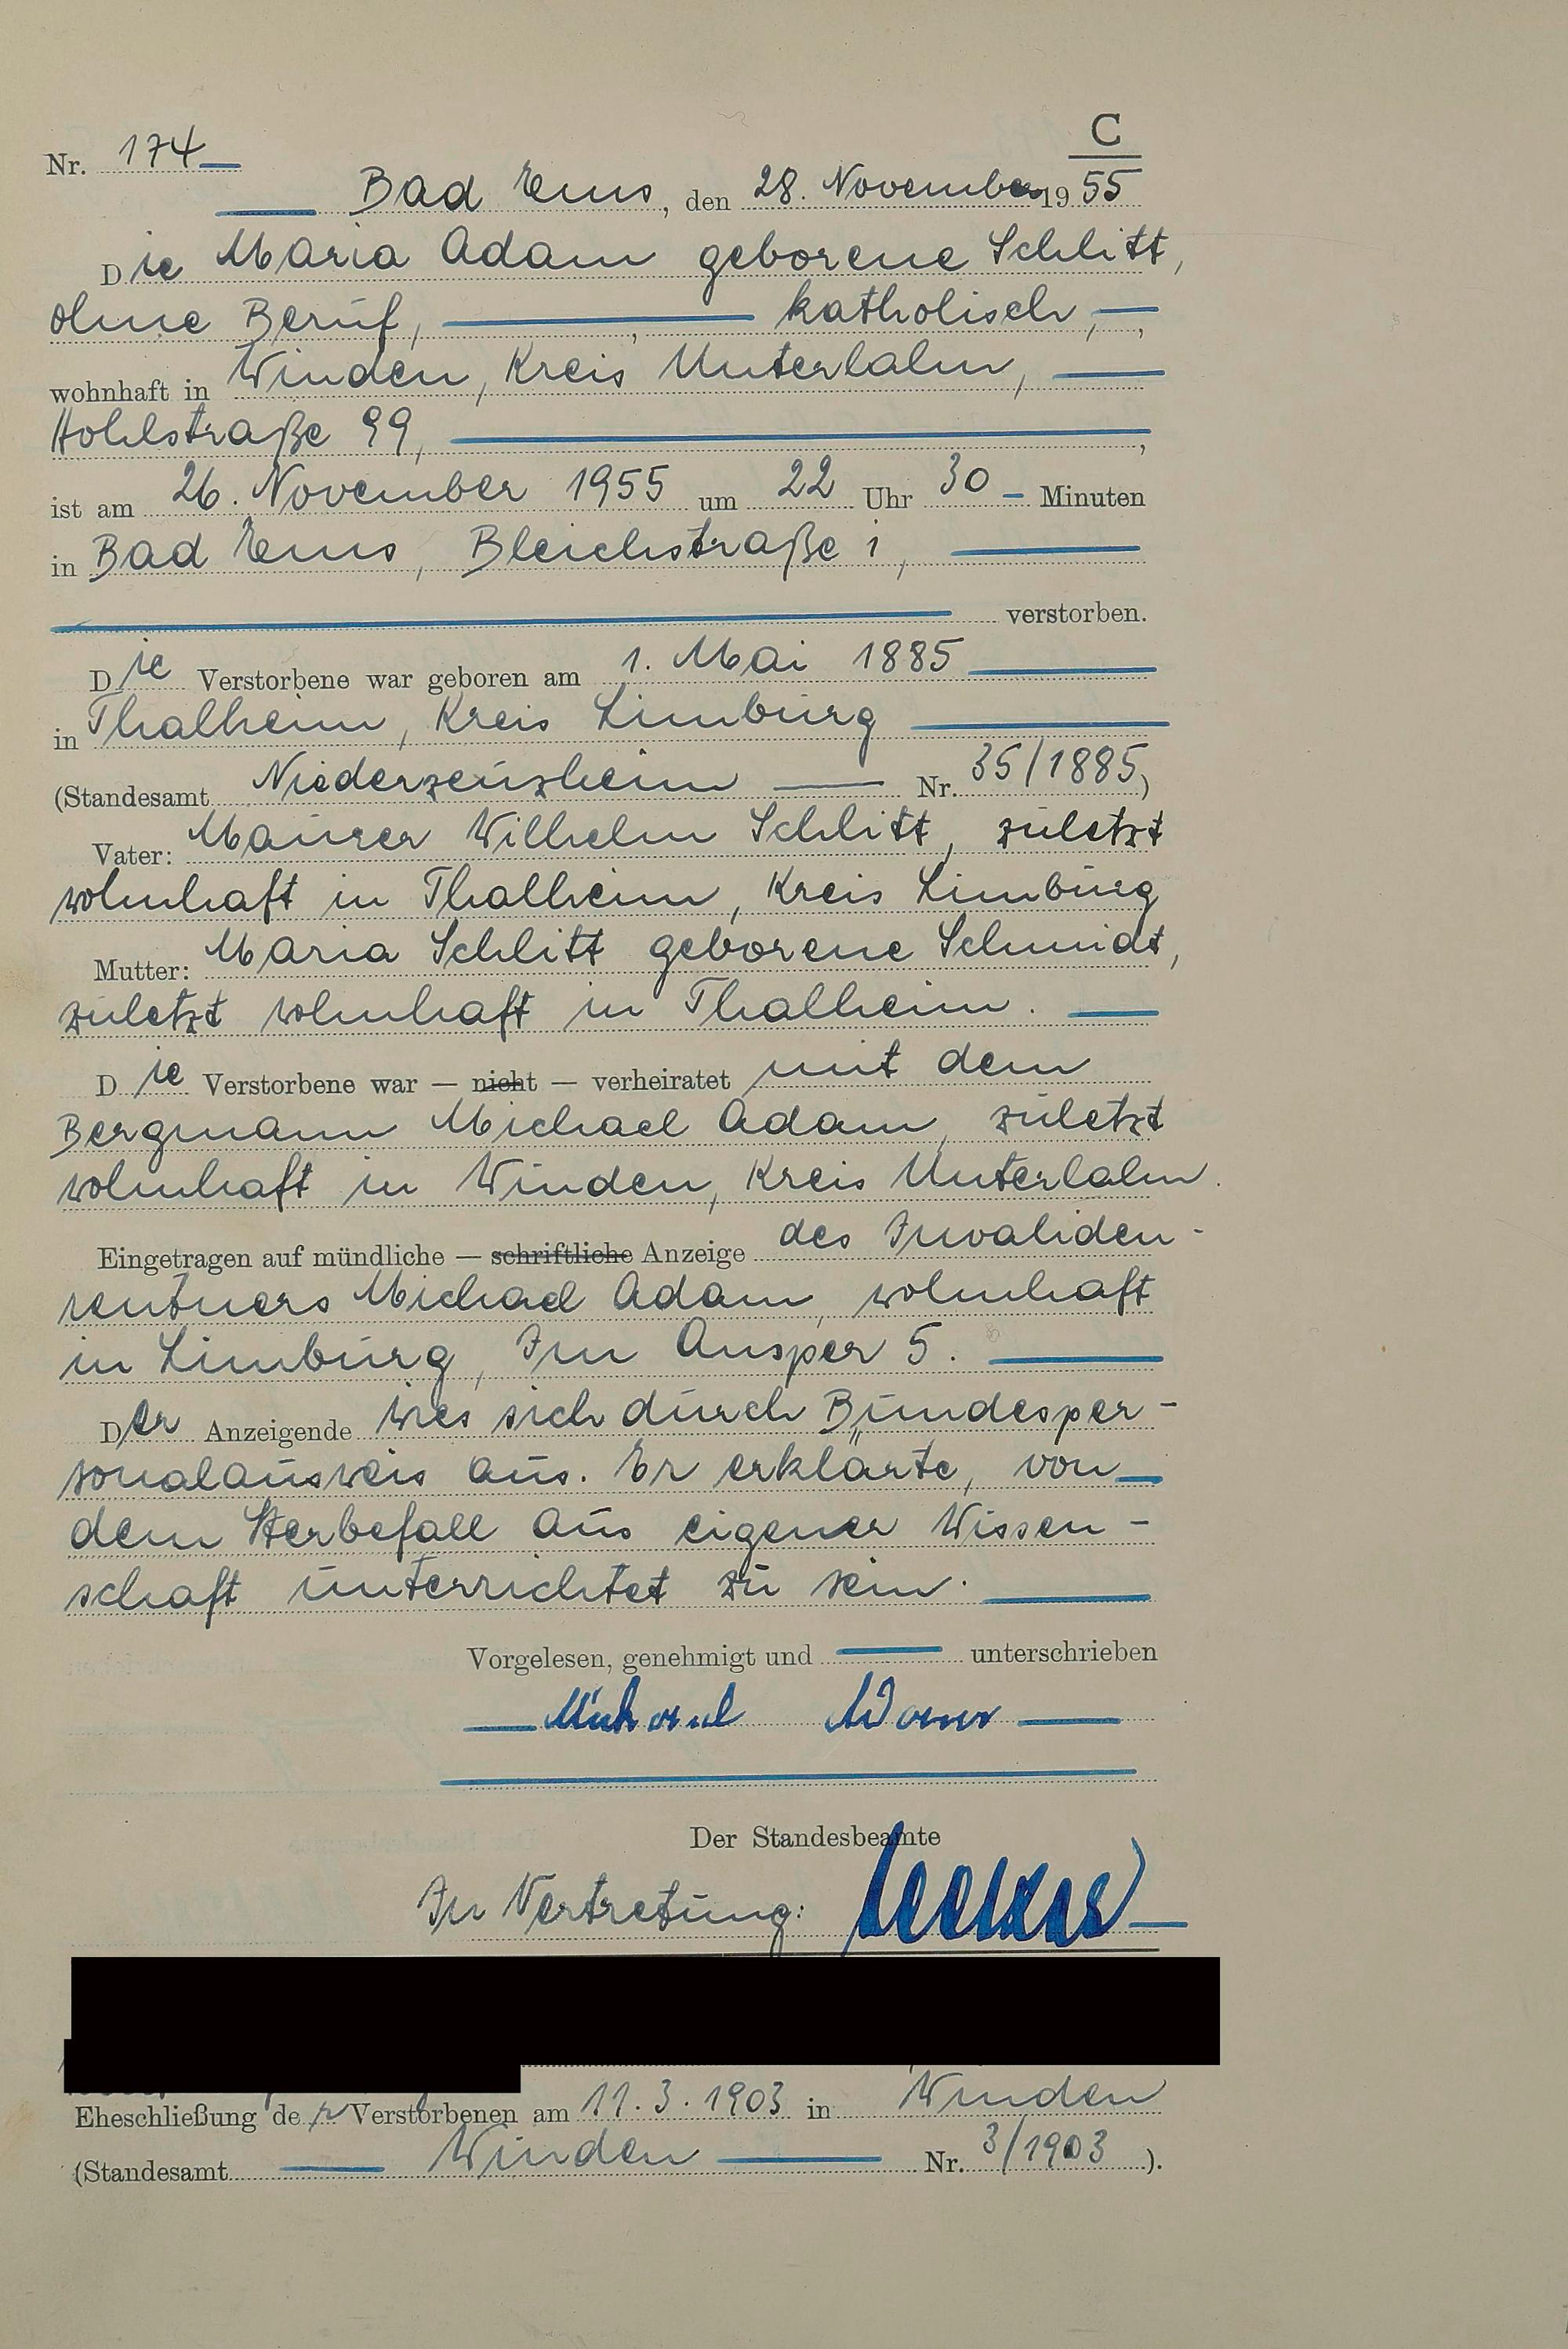 C
Nr. 174
Bad Ems, den 28. November 1955
Die Maria Adam geborene Schlitt,
ohne Beruf, , katholisch, ,
wohnhaft in Winden, Kreis Unterlahn,
Hohlstraße 99, ,
ist am 26. November 1955 um 22 Uhr 30 Minuten
in Bad Ems, Bleichstraße 1,
verstorben.
Die Verstorbene war geboren am 1. Mai 1885
in Thalheim, Kreis Limburg
(Standesamt Niederzeuzheim Nr. 35/1885)
Vater: Maurer Wilhelm Schlitt, zuletzt
wohnhaft in Thalheim, Kreis Limburg
Mutter: Maria Schlitt geborene Schmidt,
zuletzt wohnhaft in Thalheim.
Die Verstorbene war — nicht — verheiratet mit dem
Bergmann Michael Adam, zuletzt
wohnhaft in Winden, Kreis Unterlahn.
Eingetragen auf mündliche — schriftliche Anzeige des Invaliden-
rentners Michael Adam, wohnhaft
in Limburg, Im Ansper 5.
Der Anzeigende wies sich durch Bundesper-
sonalausweis aus. Er erklärte, von
dem Sterbefall aus eigener Wissen-
schaft unterrichtet zu sein.
Vorgelesen, genehmigt und unterschrieben
Michael Adam
Der Standesbeamte
In Vertretung:
Eheschließung der Verstorbenen am 11.3.1903 in Winden
(Standesamt Winden Nr. 3/1903).